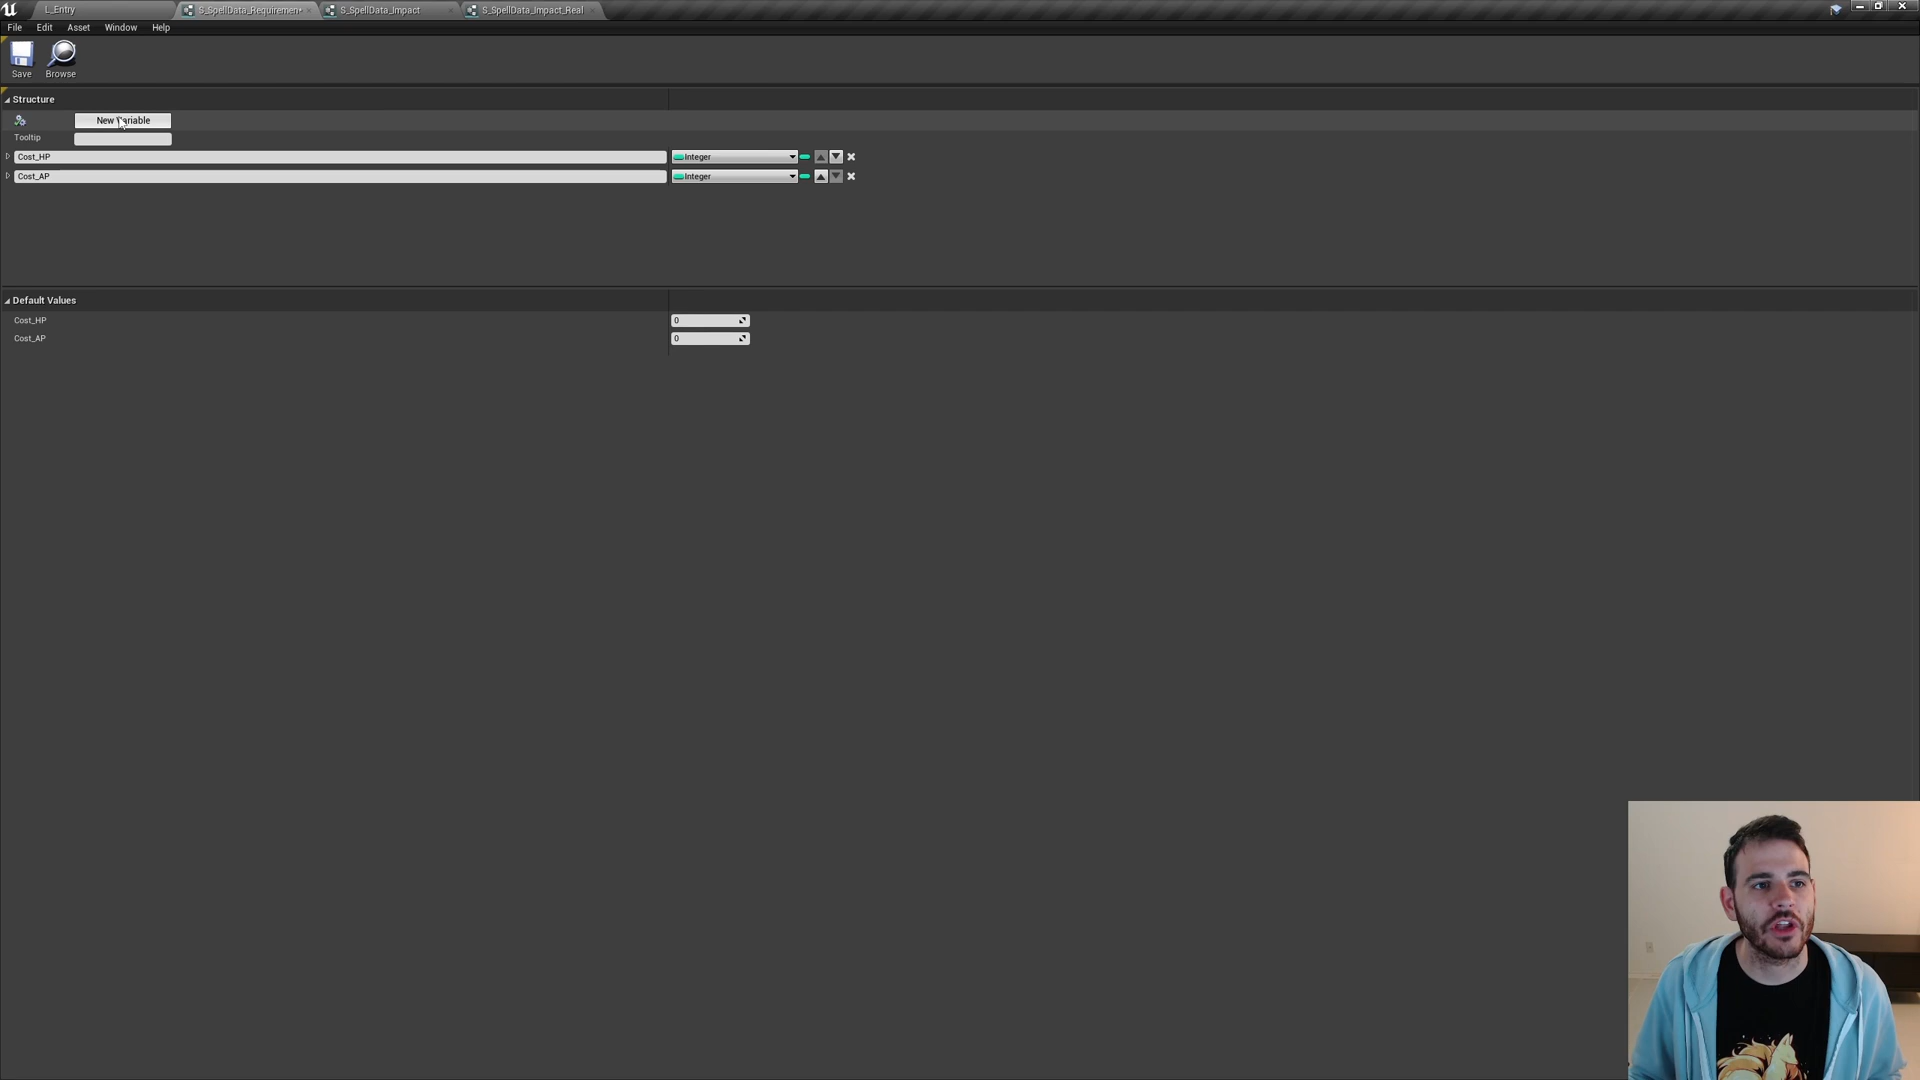 L_Entry
S_SpellData_Requiremen*
S_SpellData_Impact
S_SpellData_Impact_Real
File Edit Asset Window Help
Save Browse
Structure
New Variable
Tooltip
Cost_HP Integer
Cost_AP Integer
Default Values
Cost_HP 0
Cost_AP 0